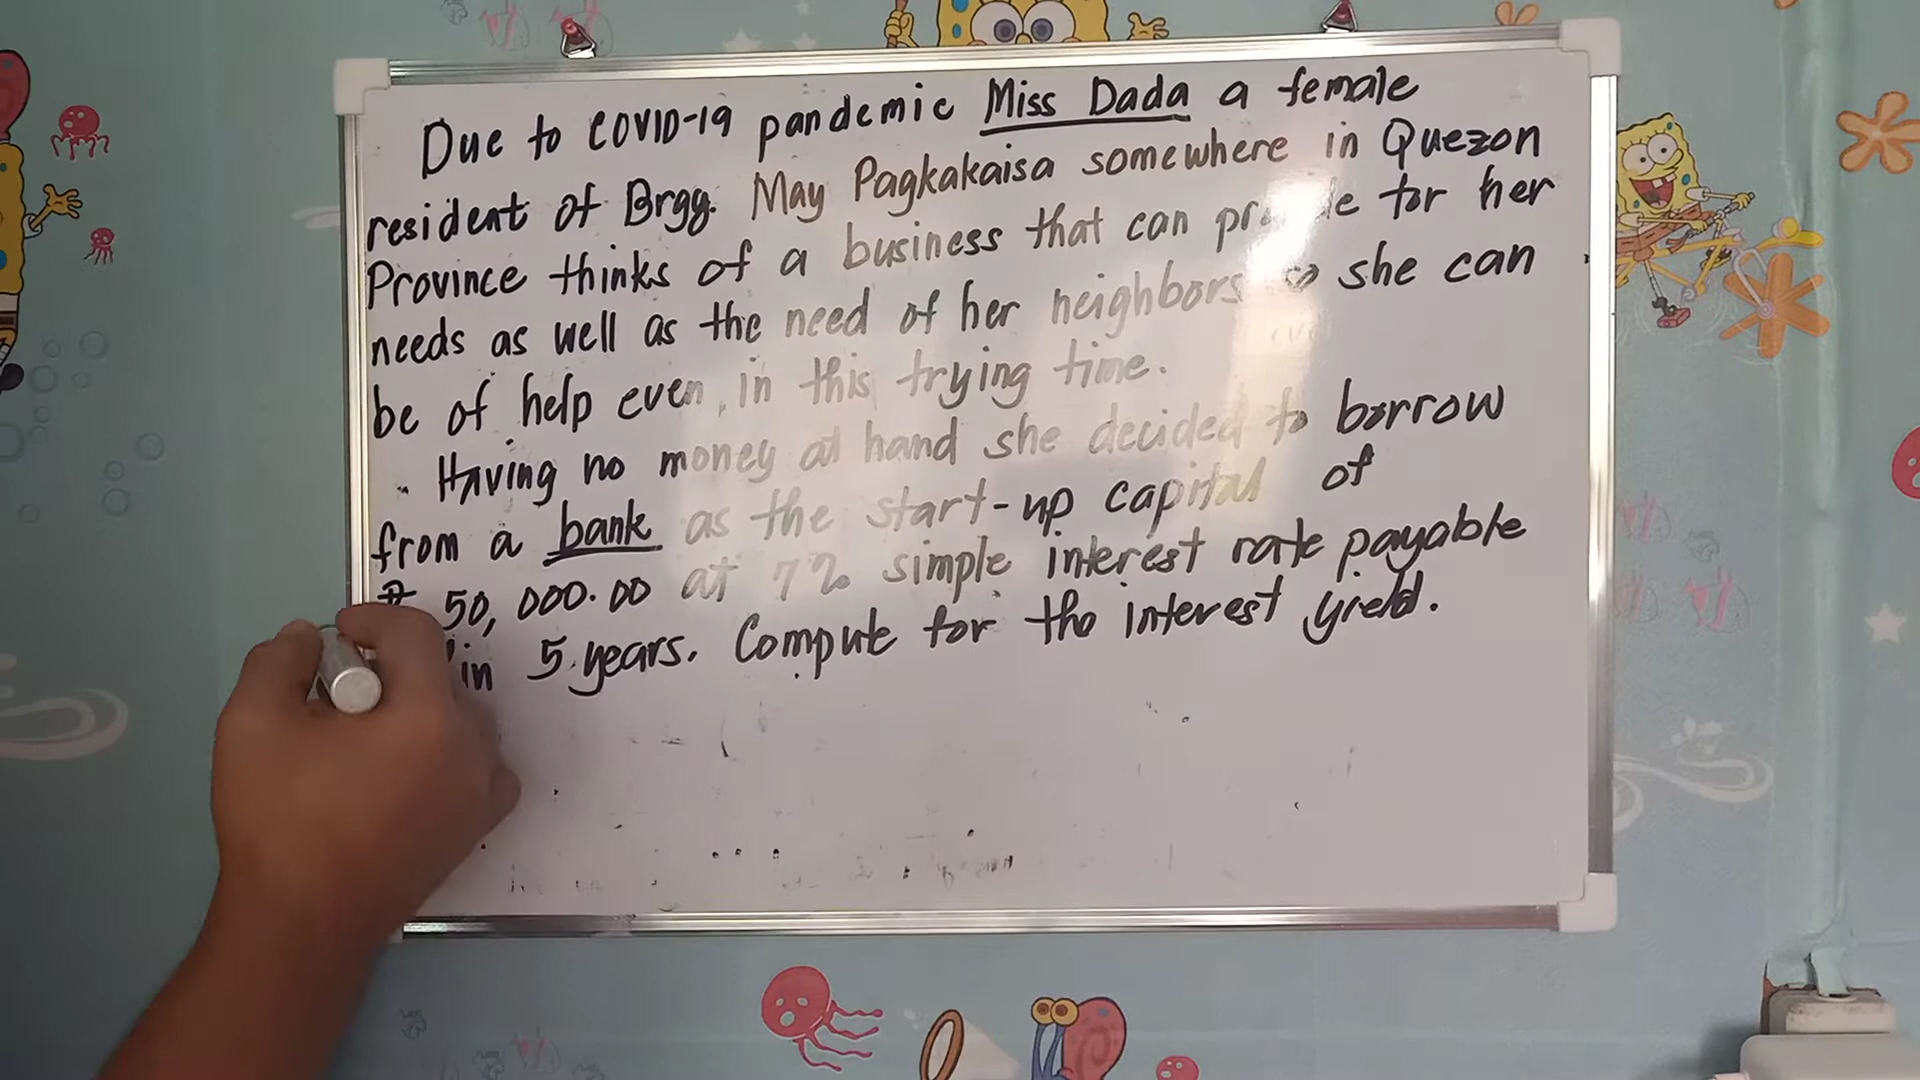 Due to COVID-19 pandemic Miss Dada a female
resident of Brgy. May Pagkakaisa somewhere in Quezon
Province thinks of a business that can for her
needs as well as the need of her neighbors so she can
be of help even in this trying time.
Having no money at hand she decided to borrow
from a bank as the start-up capital of
₱ 50,000.00 at 7% simple interest rate payable
in 5 years. Compute for the interest yield.